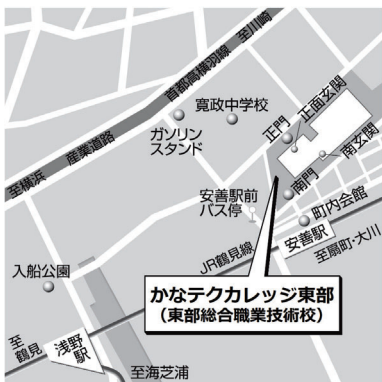 至川崎
首都高横羽線
産業道路
至横浜
寛政中学校
ガソリン
スタンド
正門
正面玄関
南玄関
南門
町内会館
安善駅前
バス停
安善駅
至扇町・大川
JR鶴見線
入船公園
かなテクカレッジ東部
(東部総合職業技術校)
至
鶴見
浅野
駅
至海芝浦